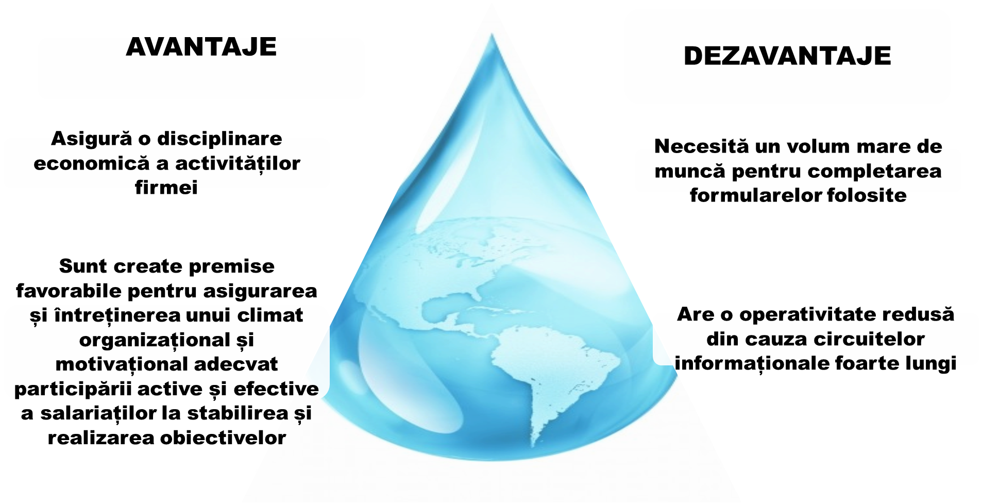 AVANTAJE
Asigură o disciplinare
economică a activităților
firmei
Sunt create premise
favorabile pentru asigurarea
și întreținerea unui climat
organizațional și
motivațional adecvat
participării active și efective
a salariaților la stabilirea și
realizarea obiectivelor
DEZAVANTAJE
Necesită un volum mare de
muncă pentru completarea
formularelor folosite
Are o operativitate redusă
din cauza circuitelor
informaționale foarte lungi